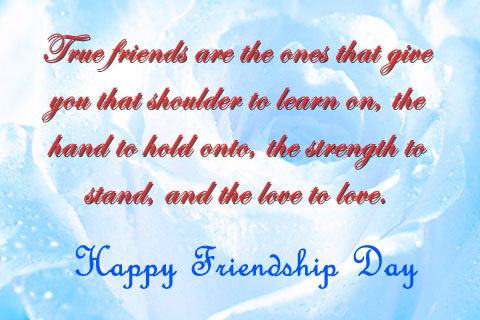 True friends are the ones that give
you that shoulder to learn on, the
hand to hold onto, the strength to
stand, and the love to love.
Happy Friendship Day